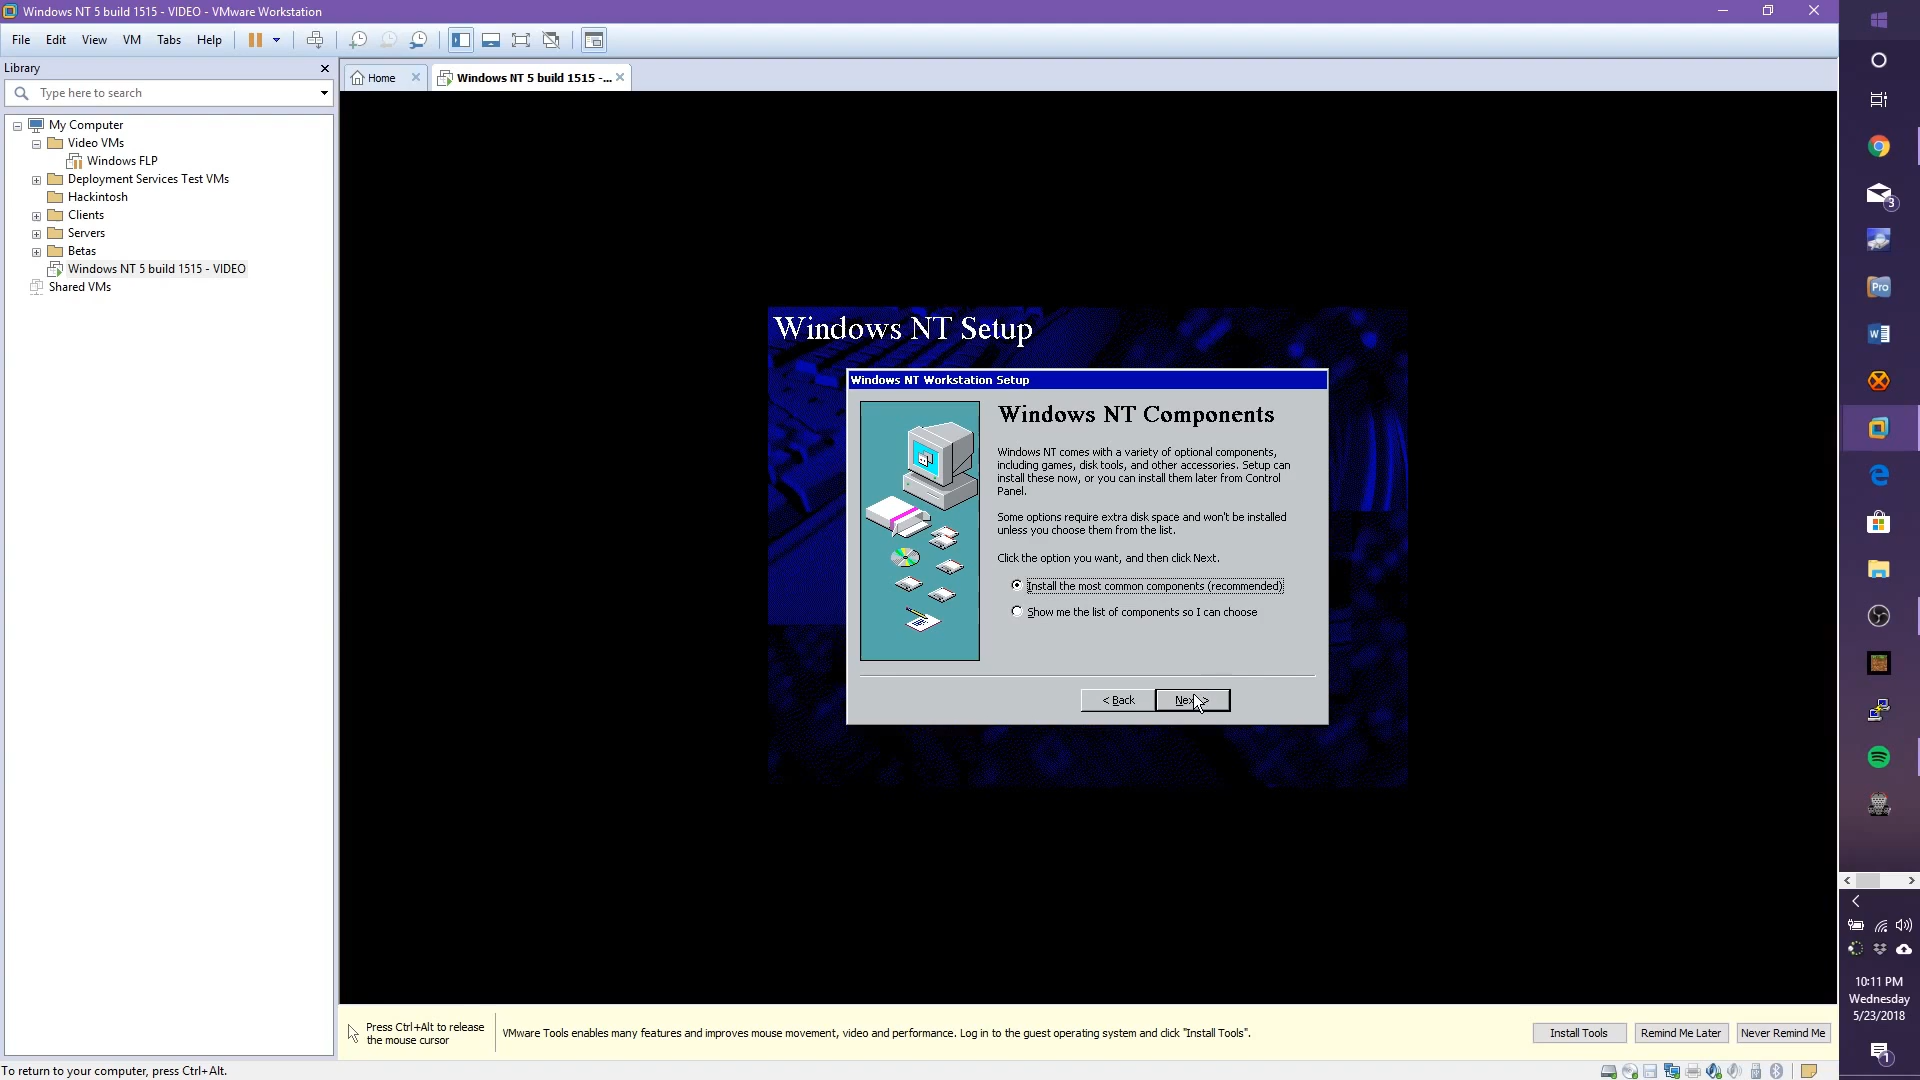 Windows NT 5 build 1515 - VIDEO - VMware Workstation
File Edit View VM Tabs Help
Library
Type here to search
My Computer
Video VMs
Windows FLP
Deployment Services Test VMs
Hackintosh
Clients
Servers
Betas
Windows NT 5 build 1515 - VIDEO
Shared VMs
Home
Windows NT 5 build 1515 -...
Windows NT Setup
Windows NT Workstation Setup
Windows NT Components
Windows NT comes with a variety of optional components,
including games, disk tools, and other accessories. Setup can
install these now, or you can install them later from Control
Panel.
Some options require extra disk space and won't be installed
unless you choose them from the list.
Click the option you want, and then click Next.
Install the most common components (recommended)
Show me the list of components so I can choose
< Back
Next >
Press Ctrl+Alt to release
the mouse cursor
VMware Tools enables many features and improves mouse movement, video and performance. Log in to the guest operating system and click "Install Tools".
Install Tools
Remind Me Later
Never Remind Me
To return to your computer, press Ctrl+Alt.
3
Pro
10:11 PM
Wednesday
5/23/2018
1